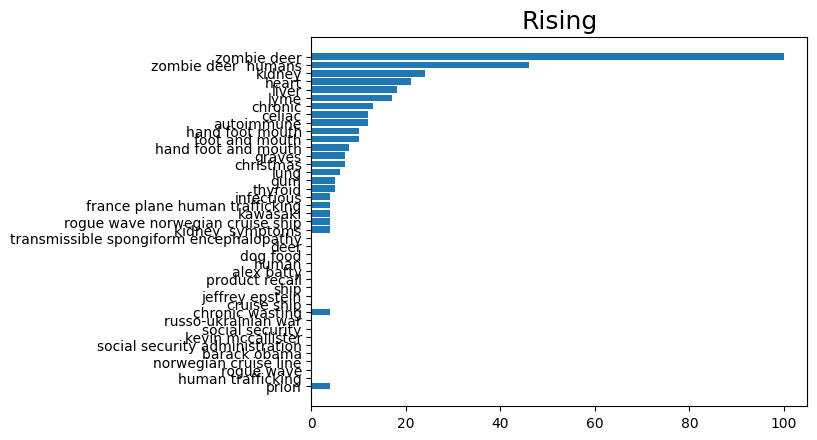 Rising
zombie deer
zombie deer  humans
kidney
heart
liver
lyme
chronic
celiac
autoimmune
hand foot mouth
foot and mouth
hand foot and mouth
graves
christmas
lung
gum
thyroid
infectious
france plane human trafficking
kawasaki
rogue wave norwegian cruise ship
kidney  symptoms
transmissible spongiform encephalopathy
deer
dog food
human
alex batty
product recall
ship
jeffrey epstein
cruise ship
chronic wasting
russo-ukrainian war
social security
kevin mccallister
social security administration
barack obama
norwegian cruise line
rogue wave
human trafficking
prion
0 20 40 60 80 100